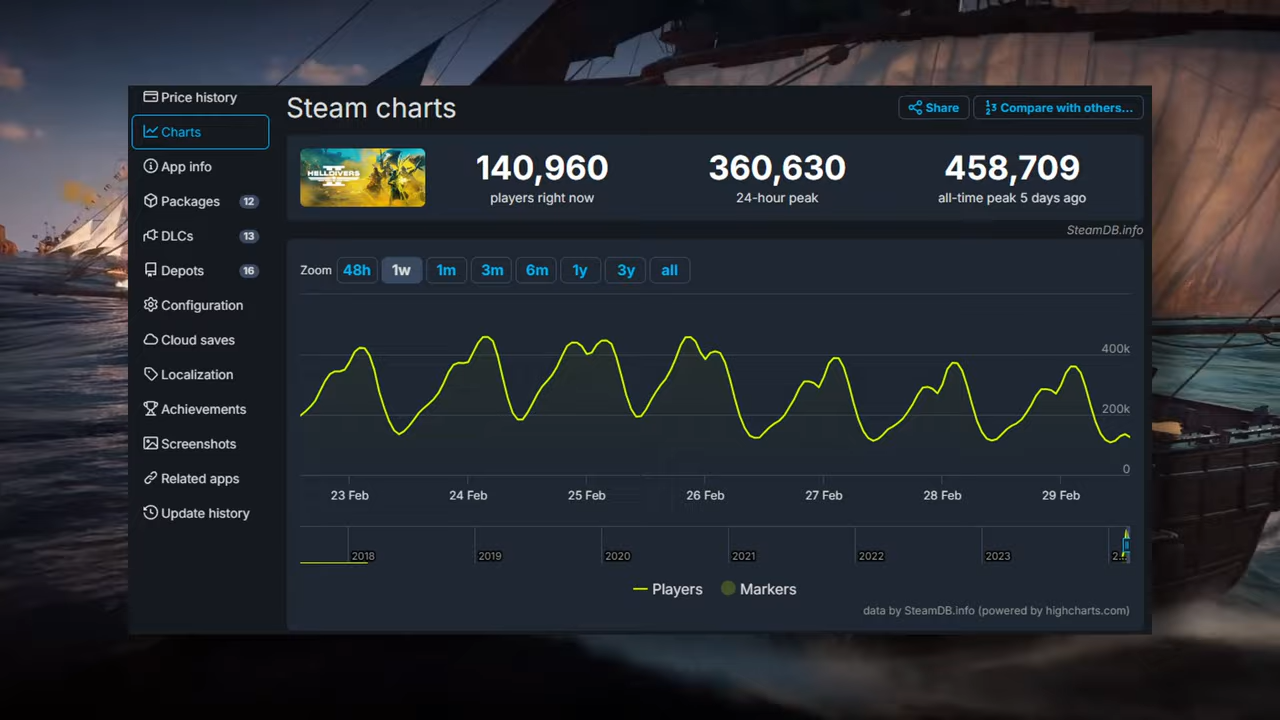 Price history
Charts
App info
Packages 12
DLCs 13
Depots 16
Configuration
Cloud saves
Localization
Achievements
Screenshots
Related apps
Update history
Steam charts
Share
Compare with others...
HELLDIVERS II
140,960
players right now
360,630
24-hour peak
458,709
all-time peak 5 days ago
SteamDB.info
Zoom 48h 1w 1m 3m 6m 1y 3y all
400k
200k
0
23 Feb 24 Feb 25 Feb 26 Feb 27 Feb 28 Feb 29 Feb
2018 2019 2020 2021 2022 2023 2…
Players Markers
data by SteamDB.info (powered by highcharts.com)